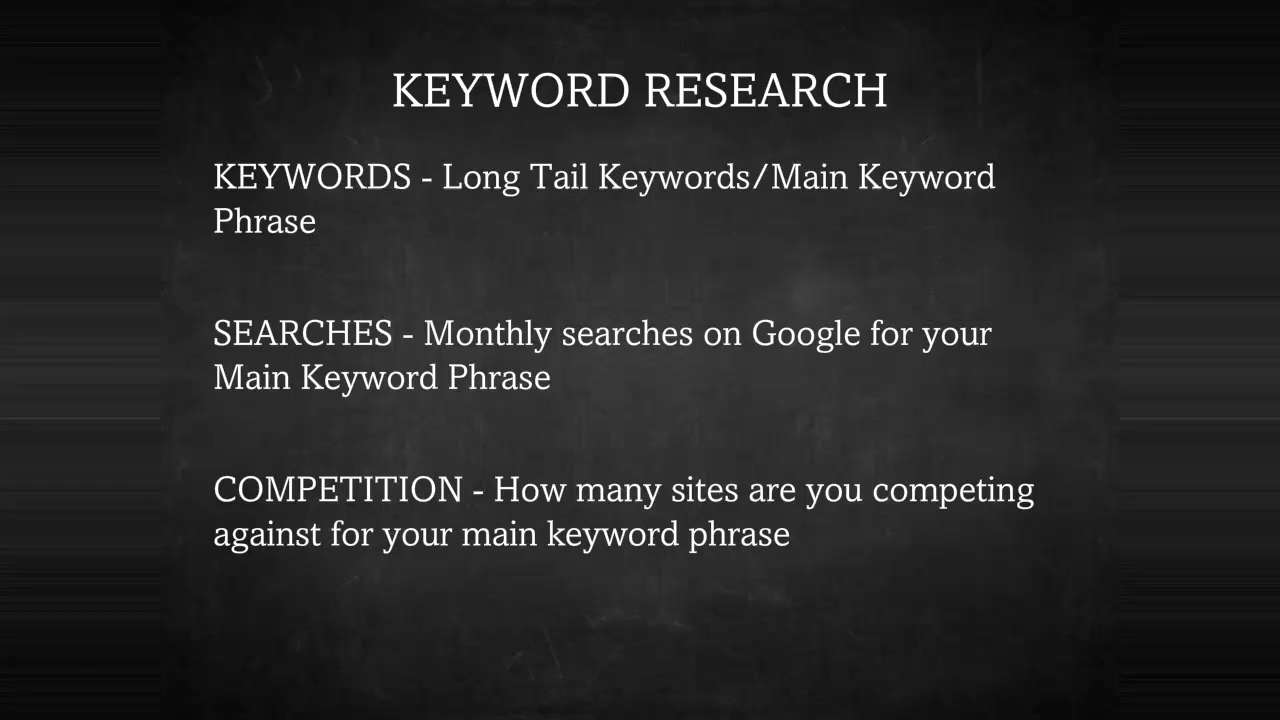 KEYWORD RESEARCH
KEYWORDS - Long Tail Keywords/Main Keyword
Phrase
SEARCHES - Monthly searches on Google for your
Main Keyword Phrase
COMPETITION - How many sites are you competing
against for your main keyword phrase